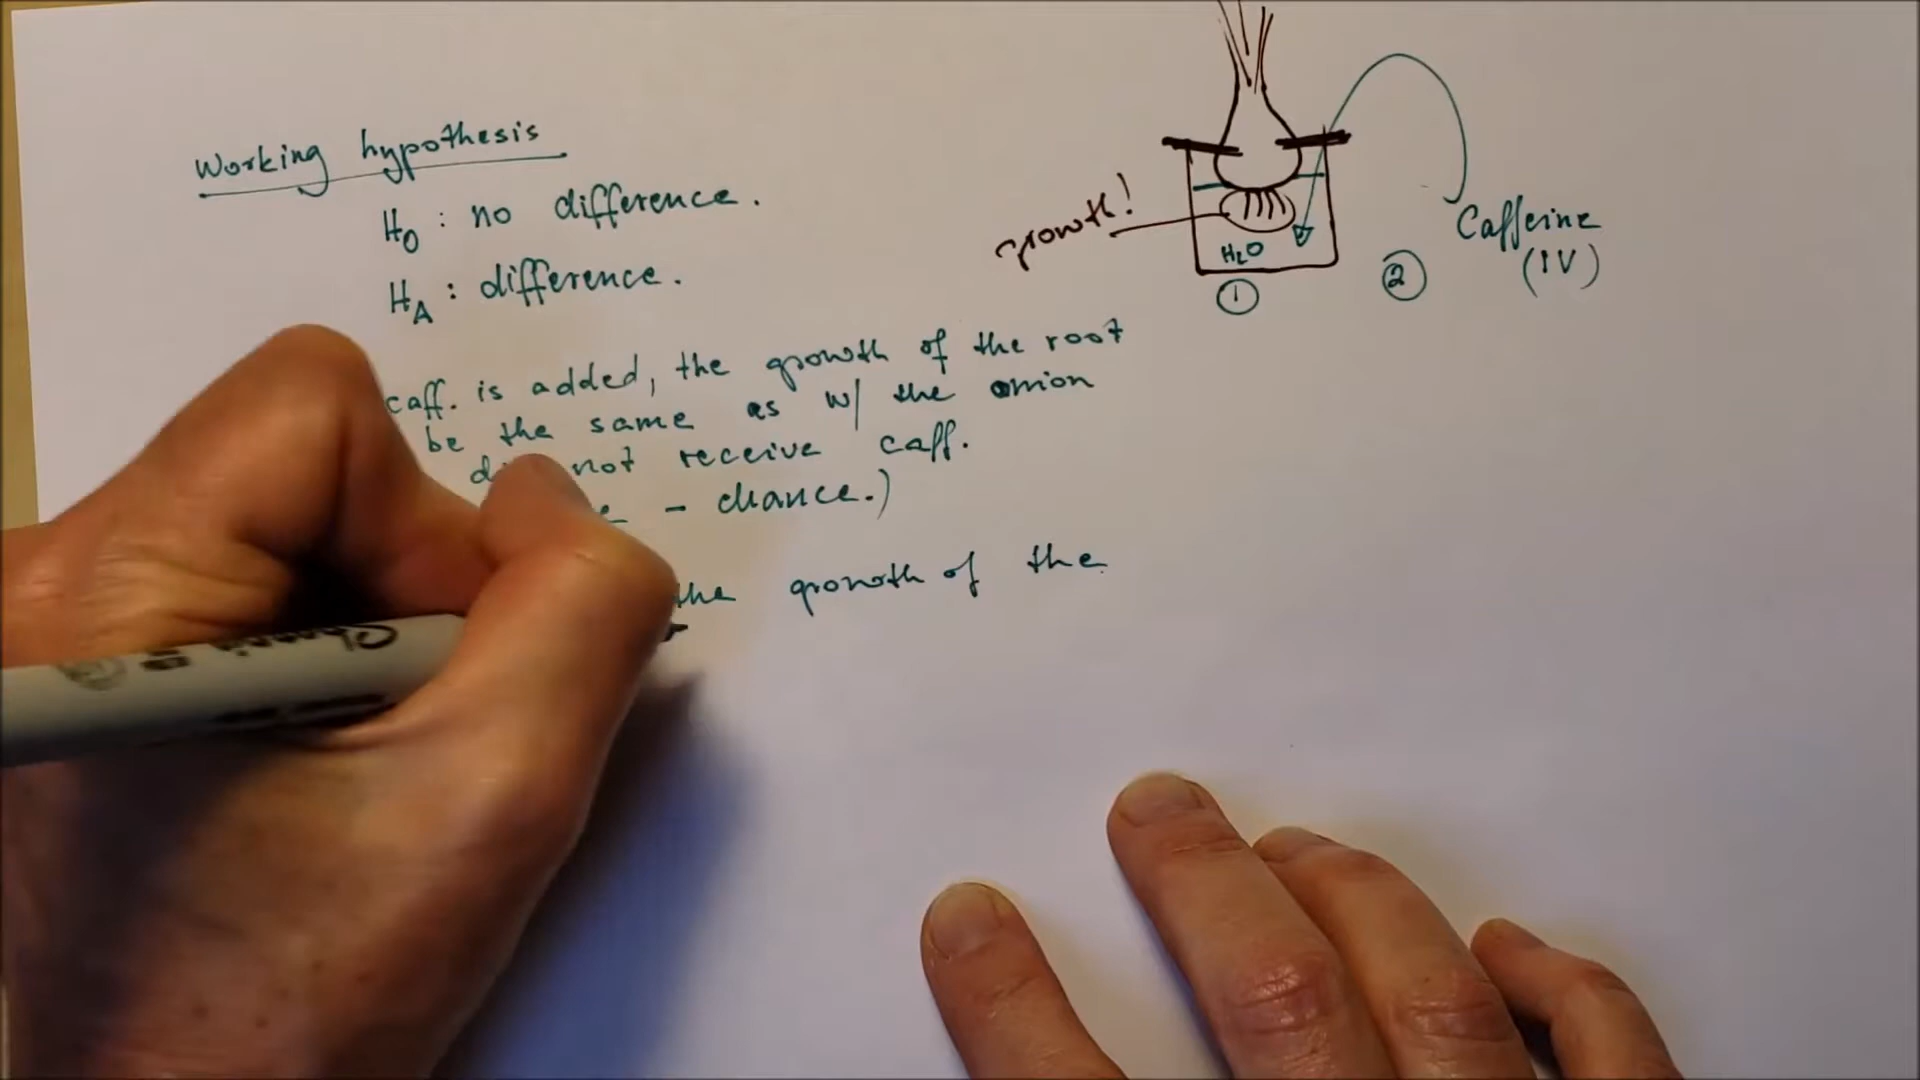 Working hypothesis
H0 : no difference.
HA : difference.
caff. is added, the growth of the root
be the same as w/ the onion
not receive caff.
- chance.)
the growth of the
growth!
H2O
1
2
Caffeine
(IV)
Sharpie